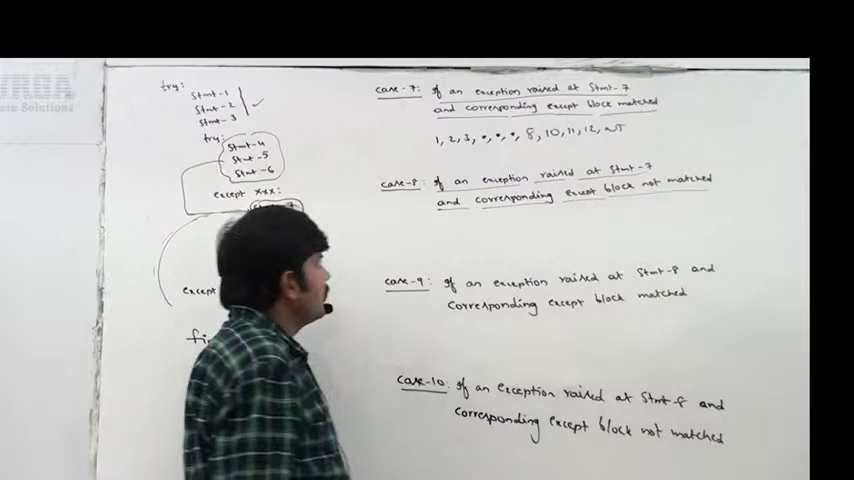 try:
stmt-1
stmt-2
stmt-3
try:
stmt-4
stmt-5
stmt-6
except xxx:
except
case-7: If an exception raised at stmt-7
and corresponding except block matched
1, 2, 3, •, •, •, 8, 10, 11, 12, NT
case-8: If an exception raised at stmt-7
and corresponding except block not matched
case-9: If an exception raised at stmt-8 and
corresponding except block matched
case-10: If an exception raised at stmt-8 and
corresponding except block not matched
Solutions